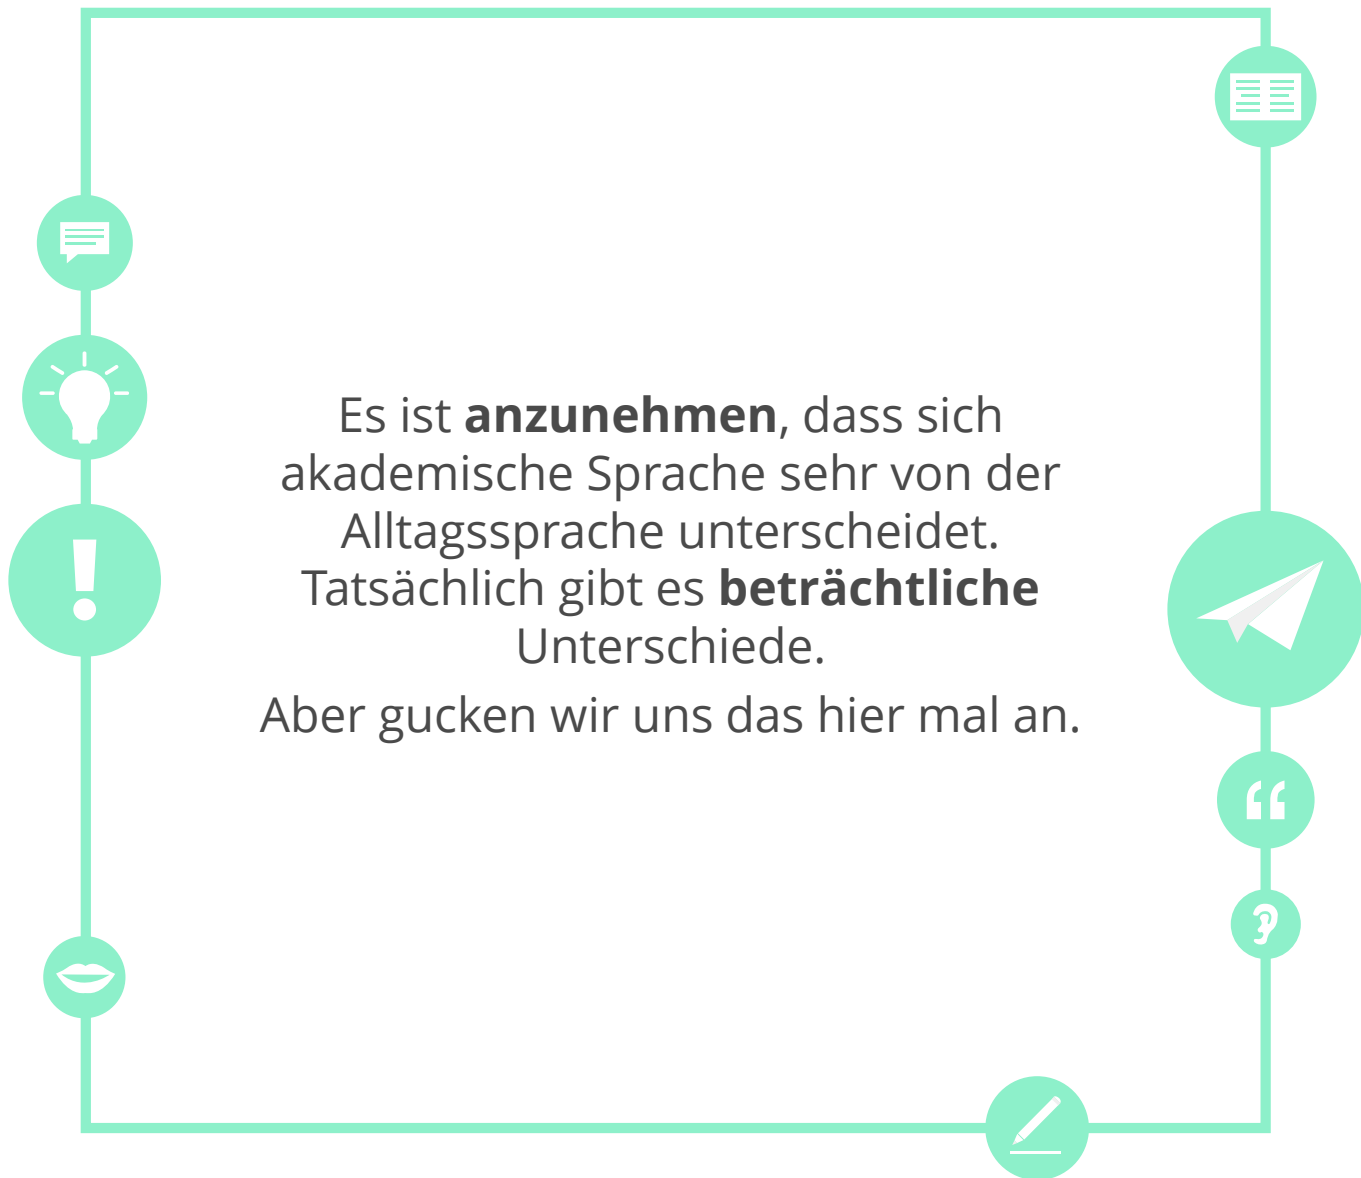 Es ist anzunehmen, dass sich
akademische Sprache sehr von der
Alltagssprache unterscheidet.
Tatsächlich gibt es beträchtliche
Unterschiede.
Aber gucken wir uns das hier mal an.